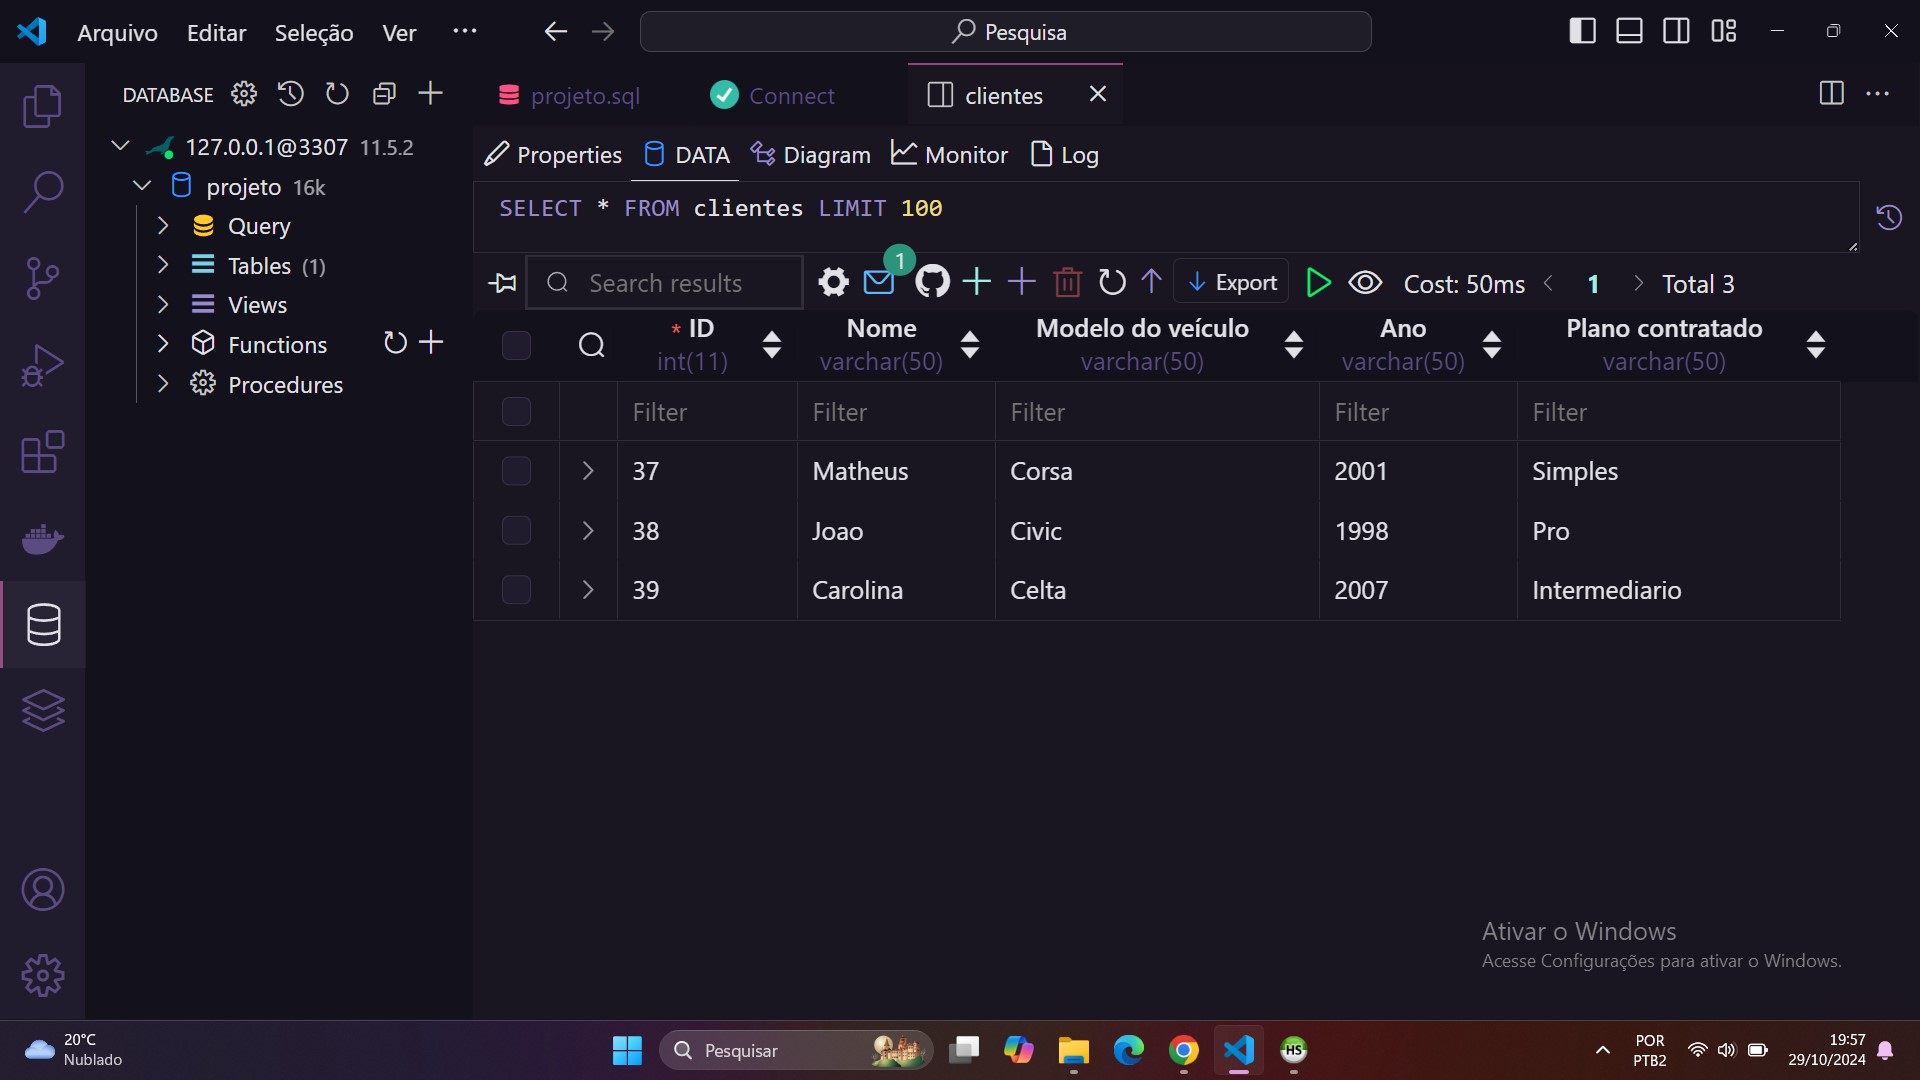 Arquivo Editar Seleção Ver ··· Pesquisa
DATABASE projeto.sql Connect clientes
127.0.0.1@3307 11.5.2
projeto 16k
Query
Tables (1)
Views
Functions
Procedures
Properties DATA Diagram Monitor Log
SELECT * FROM clientes LIMIT 100
Search results 1 Export Cost: 50ms 1 Total 3
* ID Nome Modelo do veículo Ano Plano contratado
int(11) varchar(50) varchar(50) varchar(50) varchar(50)
Filter Filter Filter Filter Filter
37 Matheus Corsa 2001 Simples
38 Joao Civic 1998 Pro
39 Carolina Celta 2007 Intermediario
Ativar o Windows
Acesse Configurações para ativar o Windows.
20°C
Nublado
Pesquisar
HS
POR
PTB2
19:57
29/10/2024